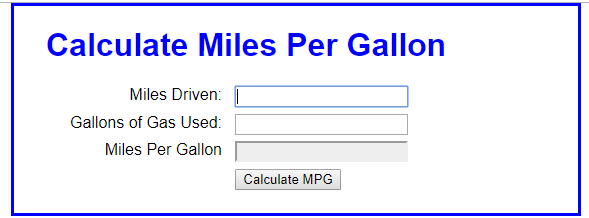 Calculate Miles Per Gallon
Miles Driven:
Gallons of Gas Used:
Miles Per Gallon
Calculate MPG